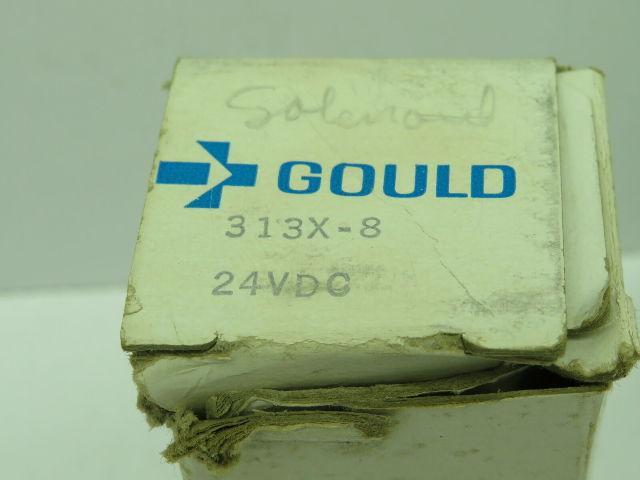 Solenoid
GOULD
313X-8
24VDC